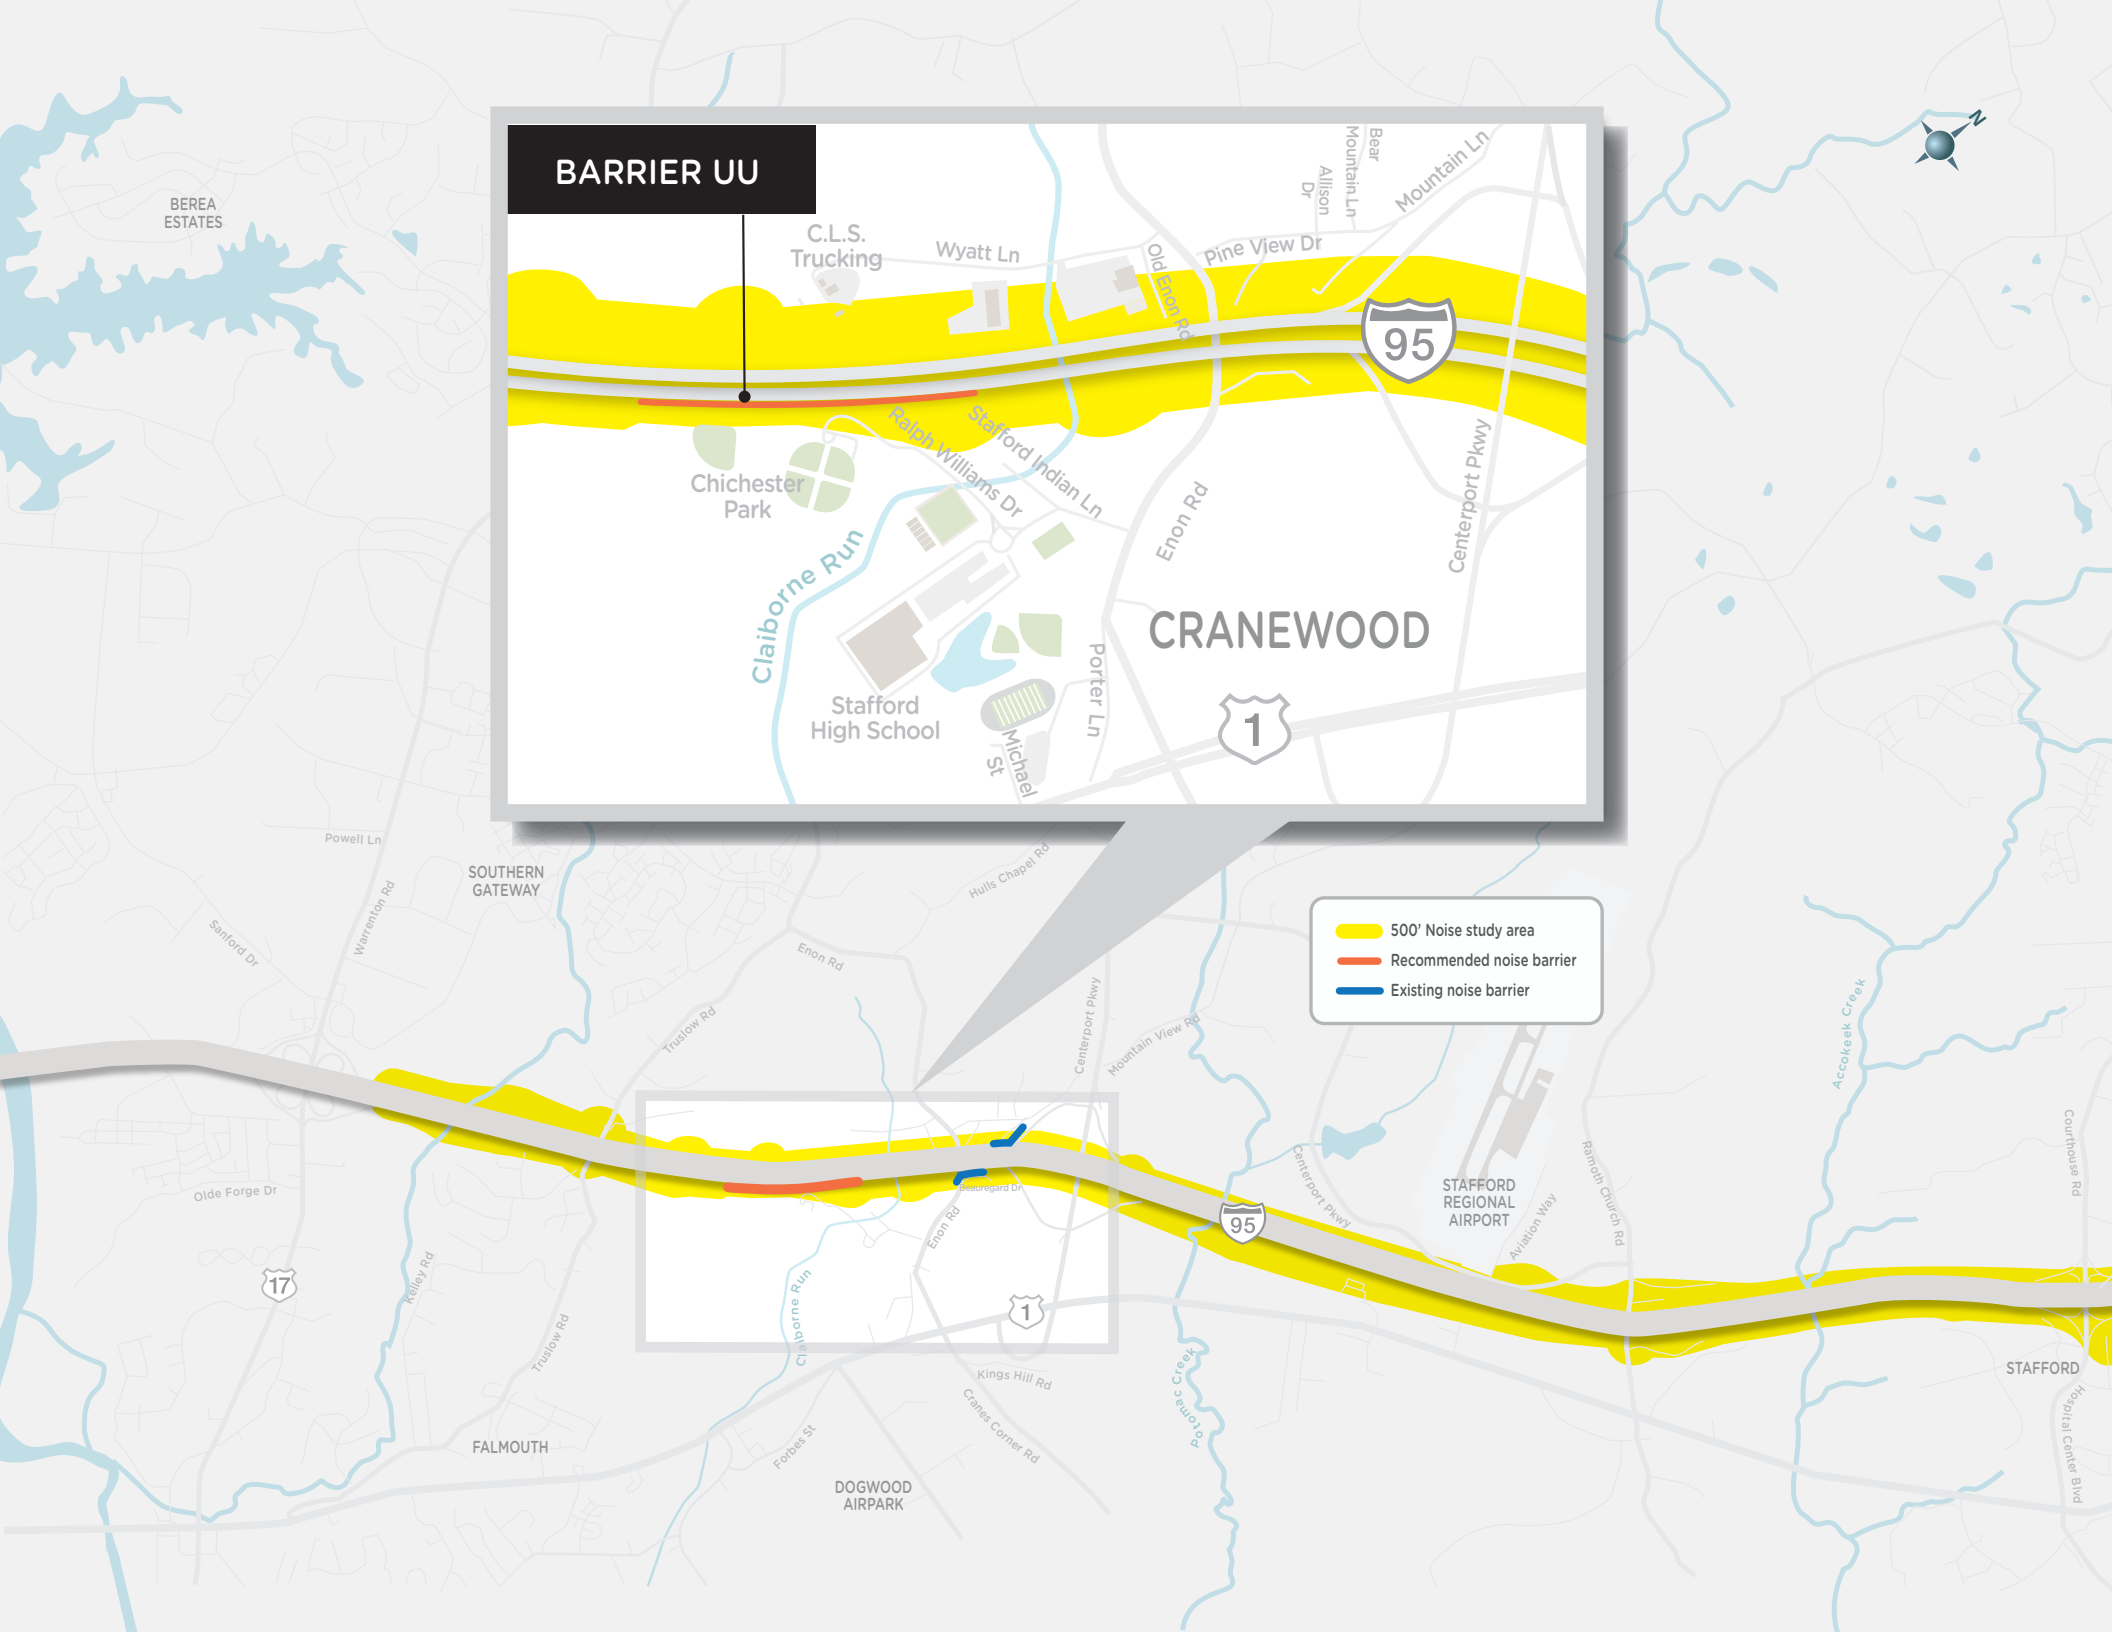 BARRIER UU
N
BEREA
ESTATES
C.L.S.
Trucking
Wyatt Ln
Old Enon Rd
Pine View Dr
Allison
Dr
Bear
Mountain Ln
Mountain Ln
95
Ralph Williams Dr
Stafford Indian Ln
Chichester
Park
Claiborne Run
Enon Rd
Centerport Pkwy
CRANEWOOD
Stafford
High School
Porter Ln
Michael
St
1
Powell Ln
SOUTHERN
GATEWAY
Warrenton Rd
Sanford Dr
Hulls Chapel Rd
Enon Rd
Truslow Rd
Centerport Pkwy
Mountain View Rd
500’ Noise study area
Recommended noise barrier
Existing noise barrier
Accokeek Creek
Courthouse Rd
Olde Forge Dr
17
Kelley Rd
Truslow Rd
Beauregard Dr
Enon Rd
Claiborne Run
1
95
Centerport Pkwy
STAFFORD
REGIONAL
AIRPORT
Aviation Way
Ramoth Church Rd
Potomac Creek
Kings Hill Rd
Cranes Corner Rd
Forbes St
FALMOUTH
DOGWOOD
AIRPARK
STAFFORD
Hospital Center Blvd